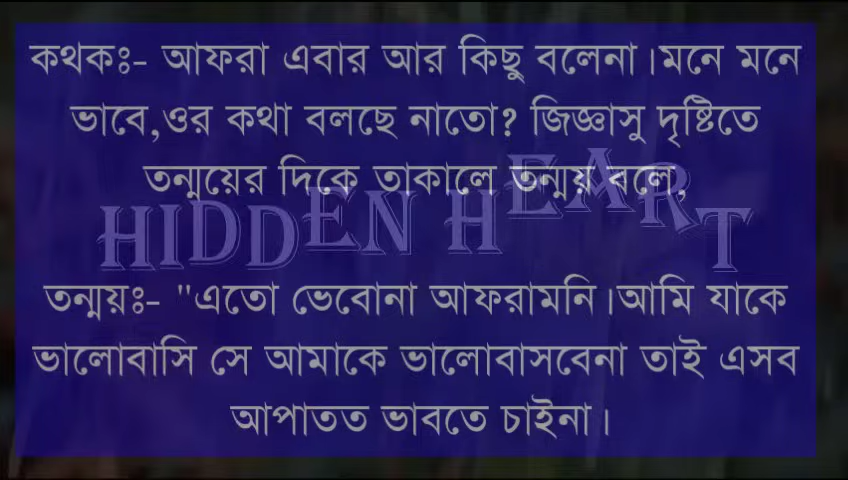 কথকঃ- আফরা এবার আর কিছু বলেনা।মনে মনে
ভাবে,ওর কথা বলছে নাতো? জিজ্ঞাসু দৃষ্টিতে
তন্ময়ের দিকে তাকালে তন্ময় বলে,
HIDDEN HEART
তন্ময়ঃ- "এতো ভেবোনা আফরামনি।আমি যাকে
ভালোবাসি সে আমাকে ভালোবাসবেনা তাই এসব
আপাতত ভাবতে চাইনা।